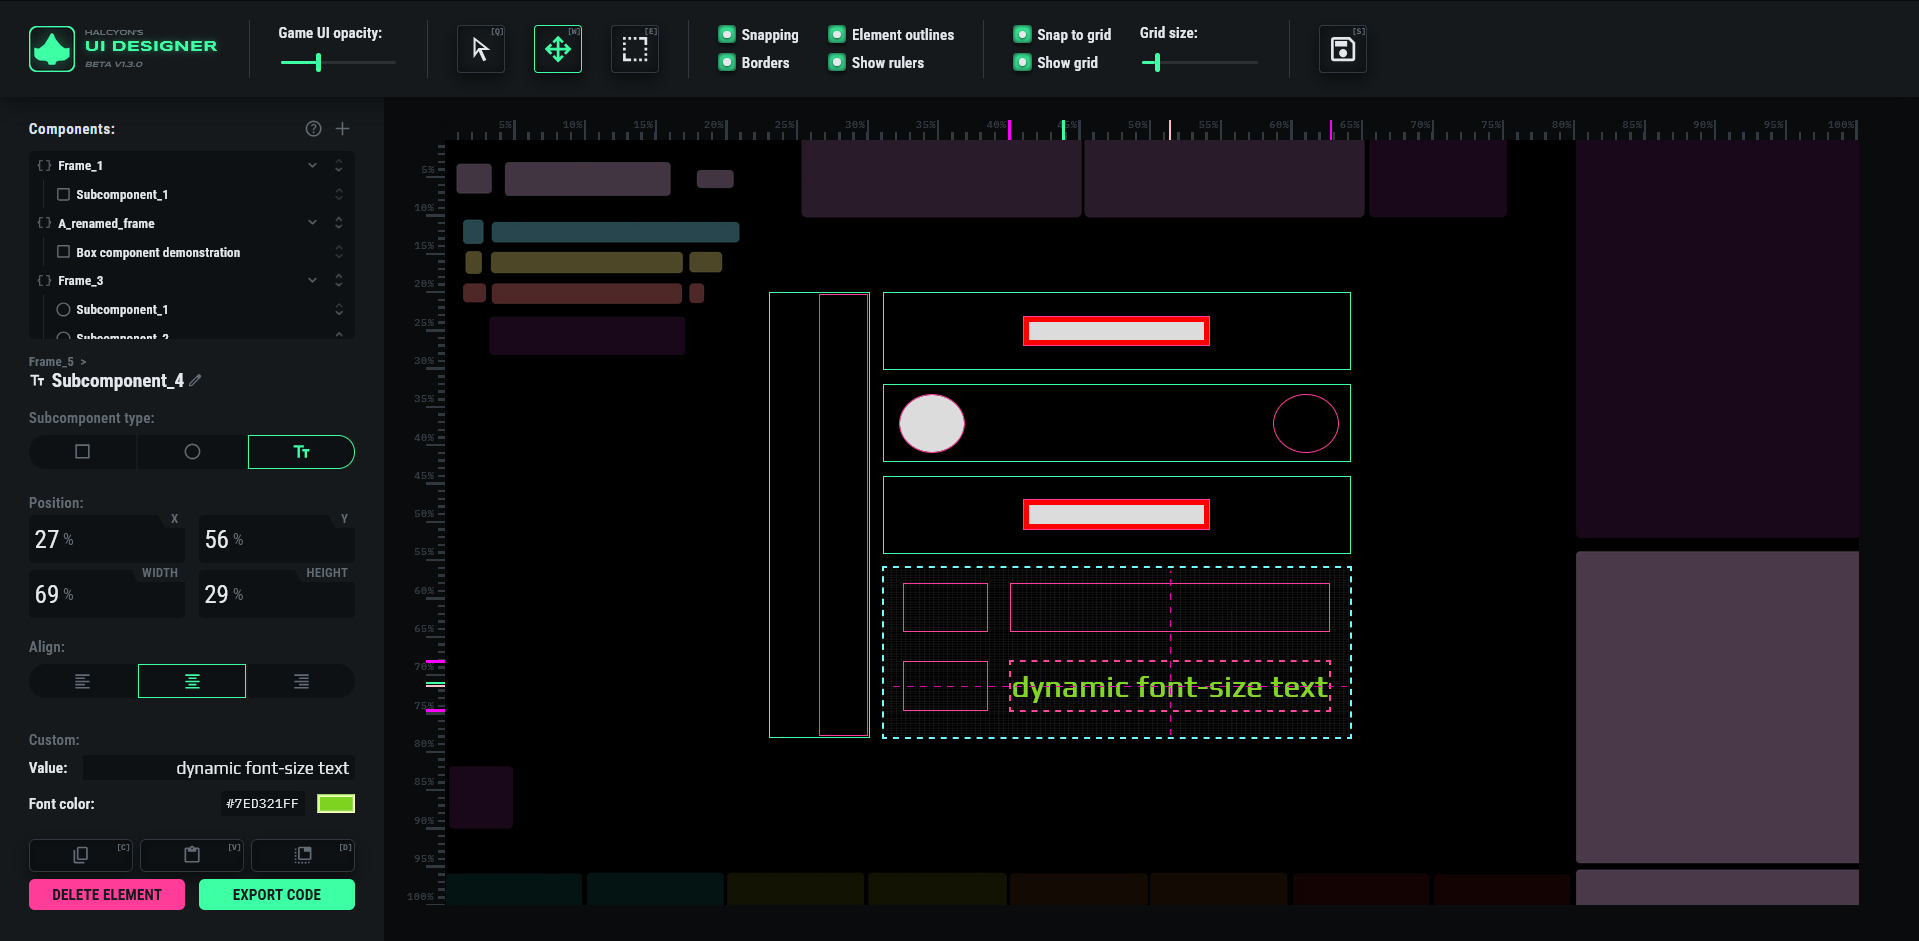 HALCYON'S
UI DESIGNER
BETA V1.3.0
Game UI opacity:
[Q]
[W]
[E]
Snapping
Borders
Element outlines
Show rulers
Snap to grid
Show grid
Grid size:
[S]
Components:
Frame_1
Subcomponent_1
A_renamed_frame
Box component demonstration
Frame_3
Subcomponent_1
Subcomponent_2
Frame_5 >
Tt Subcomponent_4
Subcomponent type:
Tt
Position:
X
27 %
Y
56 %
WIDTH
69 %
HEIGHT
29 %
Align:
Custom:
Value: dynamic font-size text
Font color: #7ED321FF
[C] [V] [D]
DELETE ELEMENT EXPORT CODE
5% 10% 15% 20% 25% 30% 35% 40% 45% 50% 55% 60% 65% 70% 75% 80% 85% 90% 95% 100%
5%
10%
15%
20%
25%
30%
35%
40%
45%
50%
55%
60%
65%
70%
75%
80%
85%
90%
95%
100%
dynamic font-size text